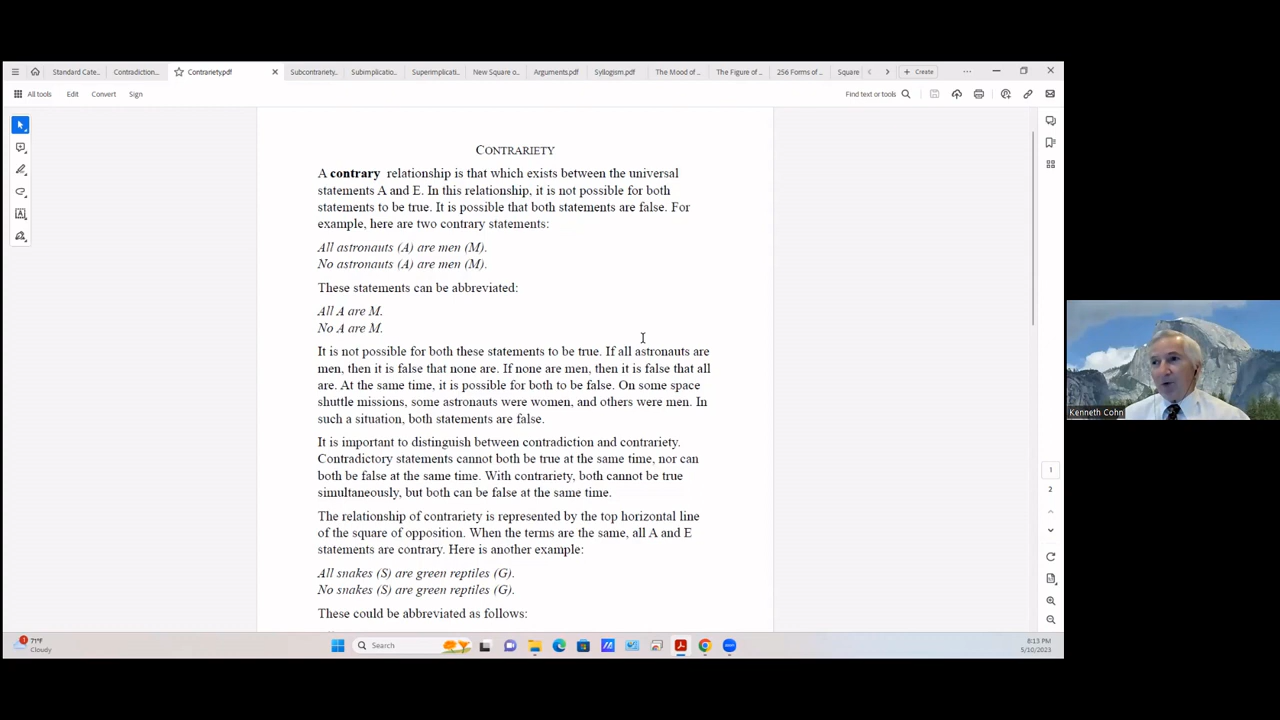 Standard Cate..
Contradiction...
Contrariety.pdf
Subcontrariety..
Subimplicatio..
Superimplicati..
New Square o..
Arguments.pdf
Syllogism.pdf
The Mood of ..
The Figure of ..
256 Forms of ..
Square
Create
All tools
Edit
Convert
Sign
Find text or tools
CONTRARIETY
A contrary relationship is that which exists between the universal
statements A and E. In this relationship, it is not possible for both
statements to be true. It is possible that both statements are false. For
example, here are two contrary statements:
All astronauts (A) are men (M).
No astronauts (A) are men (M).
These statements can be abbreviated:
All A are M.
No A are M.
It is not possible for both these statements to be true. If all astronauts are
men, then it is false that none are. If none are men, then it is false that all
are. At the same time, it is possible for both to be false. On some space
shuttle missions, some astronauts were women, and others were men. In
such a situation, both statements are false.
It is important to distinguish between contradiction and contrariety.
Contradictory statements cannot both be true at the same time, nor can
both be false at the same time. With contrariety, both cannot be true
simultaneously, but both can be false at the same time.
The relationship of contrariety is represented by the top horizontal line
of the square of opposition. When the terms are the same, all A and E
statements are contrary. Here is another example:
All snakes (S) are green reptiles (G).
No snakes (S) are green reptiles (G).
These could be abbreviated as follows:
Kenneth Cohn
1
2
1
71°F
Cloudy
Search
6:13 PM
5/10/2023